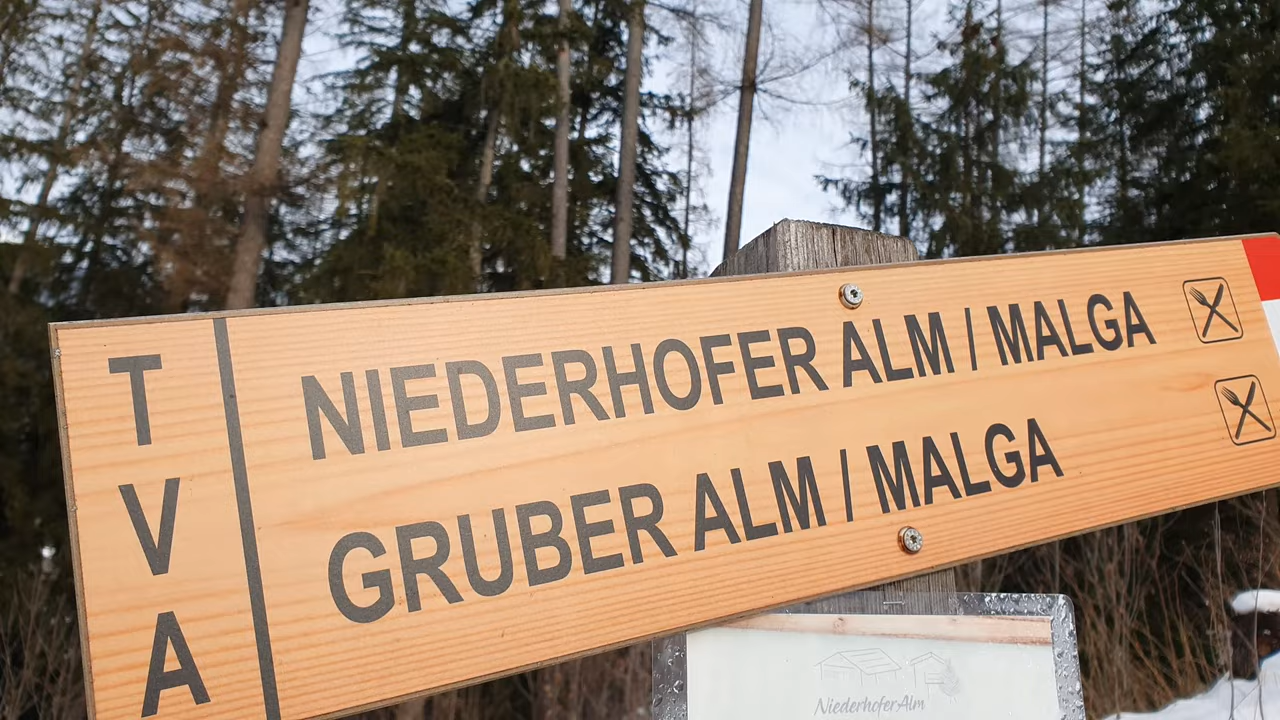 T
V
A
NIEDERHOFER ALM / MALGA
GRUBER ALM / MALGA
NiederhoferAlm